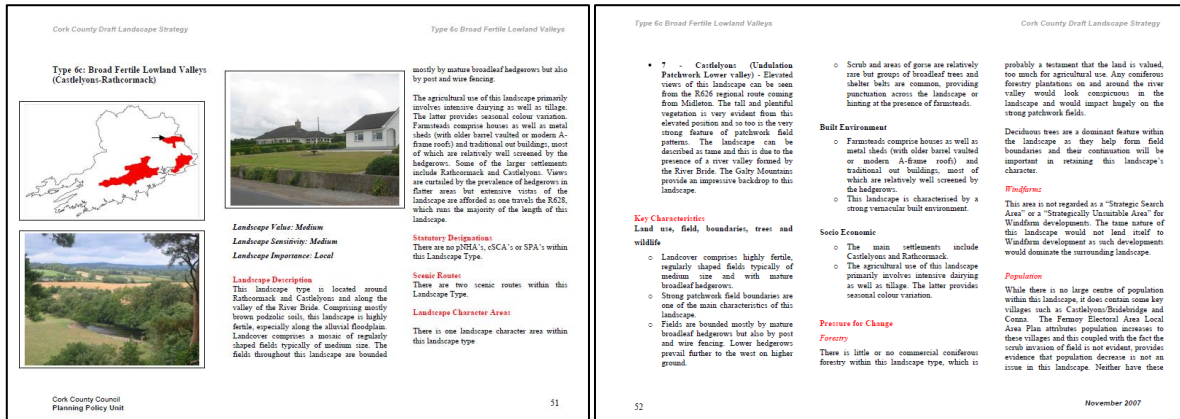 Cork County Draft Landscape Strategy
Type 6c Broad Fertile Lowland Valleys
Type 6c: Broad Fertile Lowland Valleys
(Castlelyons-Rathcormack)
Landscape Value: Medium
Landscape Sensitivity: Medium
Landscape Importance: Local
Landscape Description
This landscape type is located around
Rathcormack and Castlelyons and along the
valley of the River Bride. Comprising mostly
brown podzolic soils, this landscape is highly
fertile, especially along the alluvial floodplain.
Landcover comprises a mosaic of regularly
shaped fields typically of medium size. The
fields throughout this landscape are bounded
mostly by mature broadleaf hedgerows but also
by post and wire fencing.
The agricultural use of this landscape primarily
involves intensive dairying as well as tillage.
The latter provides seasonal colour variation.
Farmsteads comprise houses as well as metal
sheds (with older barrel vaulted or modern A-
frame roofs) and traditional out buildings, most
of which are relatively well screened by the
hedgerows. Some of the larger settlements
include Rathcormack and Castlelyons. Views
are curtailed by the prevalence of hedgerows in
flatter areas but extensive vistas of the
landscape are afforded as one travels the R628,
which runs the majority of the length of this
landscape.
Statutory Designations
There are no pNHA's, cSCA's or SPA's within
this Landscape Type.
Scenic Routes
There are two scenic routes within this
Landscape Type.
Landscape Character Areas
There is one landscape character area within
this landscape type
Cork County Council
Planning Policy Unit
51
Type 6c Broad Fertile Lowland Valleys
Cork County Draft Landscape Strategy
• 7 - Castlelyons (Undulation
Patchwork Lower valley) - Elevated
views of this landscape can be seen
from the R626 regional route coming
from Midleton. The tall and plentiful
vegetation is very evident from this
elevated position and so too is the very
strong feature of patchwork field
patterns. The landscape can be
described as tame and this is due to the
presence of a river valley formed by
the River Bride. The Galty Mountains
provide an impressive backdrop to this
landscape.
Key Characteristics
Land use, field, boundaries, trees and
wildlife
o Landcover comprises highly fertile,
regularly shaped fields typically of
medium size and with mature
broadleaf hedgerows.
o Strong patchwork field boundaries are
one of the main characteristics of this
landscape.
o Fields are bounded mostly by mature
broadleaf hedgerows but also by post
and wire fencing. Lower hedgerows
prevail further to the west on higher
ground.
o Scrub and areas of gorse are relatively
rare but groups of broadleaf trees and
shelter belts are common, providing
punctuation across the landscape or
hinting at the presence of farmsteads.
Built Environment
o Farmsteads comprise houses as well as
metal sheds (with older barrel vaulted
or modern A-frame roofs) and
traditional out buildings, most of
which are relatively well screened by
the hedgerows.
o This landscape is characterised by a
strong vernacular built environment.
Socio Economic
o The main settlements include
Castlelyons and Rathcormack.
o The agricultural use of this landscape
primarily involves intensive dairying
as well as tillage. The latter provides
seasonal colour variation.
Pressure for Change
Forestry
There is little or no commercial coniferous
forestry within this landscape type, which is
probably a testament that the land is valued,
too much for agricultural use. Any coniferous
forestry plantations on and around the river
valley would look conspicuous in the
landscape and would impact hugely on the
strong patchwork fields.
Deciduous trees are a dominant feature within
the landscape as they help form field
boundaries and their continuation will be
important in retaining this landscape's
character.
Windfarms
This area is not regarded as a "Strategic Search
Area" or a "Strategically Unsuitable Area" for
Windfarm developments. The tame nature of
this landscape would not lend itself to
Windfarm development as such developments
would dominate the surrounding landscape.
Population
While there is no large centre of population
within this landscape, it does contain some key
villages such as Castlelyons/Bridebridge and
Conna. The Fermoy Electoral Area Local
Area Plan attributes population increases to
these villages and this coupled with the fact the
scrub invasion of field is not evident, provides
evidence that population decrease is not an
issue in this landscape. Neither have these
52
November 2007